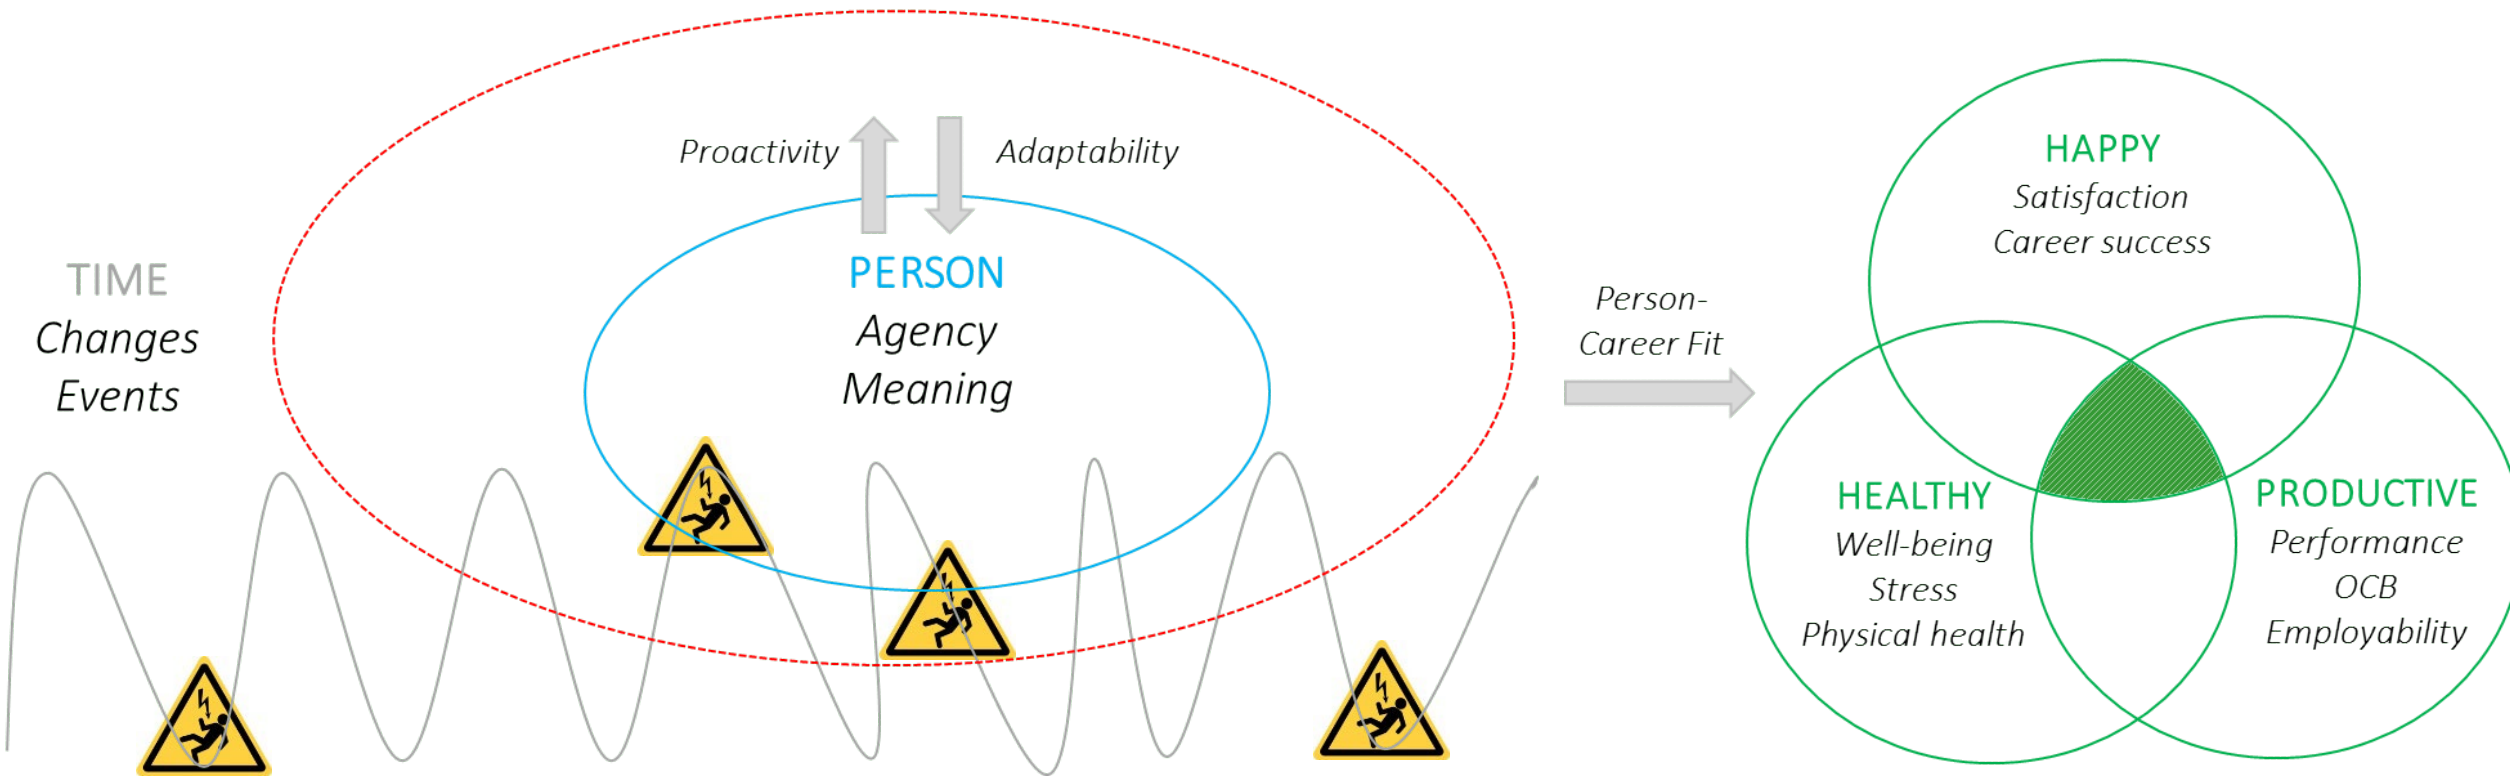 TIME
Changes
Events
Proactivity
Adaptability
PERSON
Agency
Meaning
Person-
Career Fit
HAPPY
Satisfaction
Career success
HEALTHY
Well-being
Stress
Physical health
PRODUCTIVE
Performance
OCB
Employability